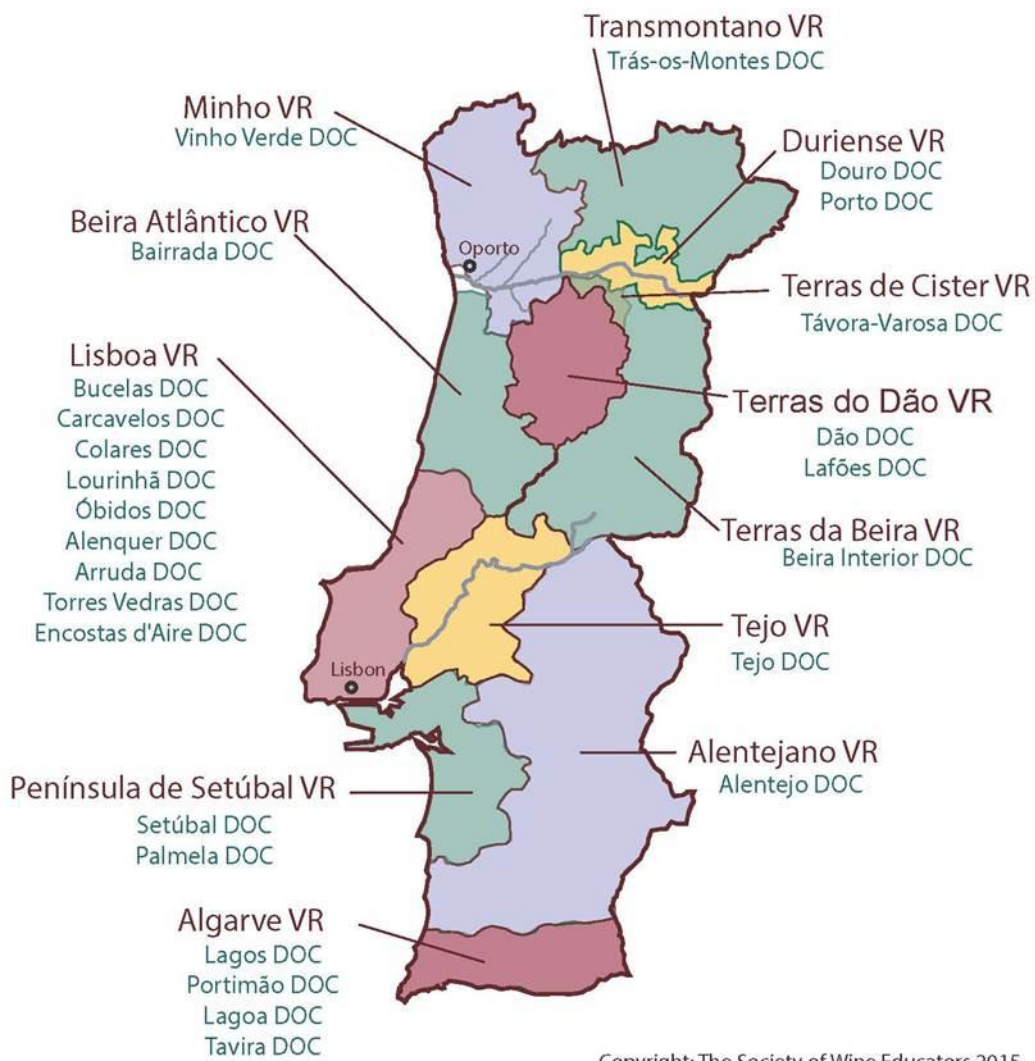 Transmontano VR
Trás-os-Montes DOC
Minho VR
Vinho Verde DOC
Duriense VR
Douro DOC
Porto DOC
Beira Atlântico VR
Bairrada DOC
Oporto
Terras de Cister VR
Távora-Varosa DOC
Lisboa VR
Bucelas DOC
Carcavelos DOC
Colares DOC
Lourinhã DOC
Óbidos DOC
Alenquer DOC
Arruda DOC
Torres Vedras DOC
Encostas d'Aire DOC
Terras do Dão VR
Dão DOC
Lafões DOC
Terras da Beira VR
Beira Interior DOC
Tejo VR
Tejo DOC
Lisbon
Alentejano VR
Alentejo DOC
Península de Setúbal VR
Setúbal DOC
Palmela DOC
Algarve VR
Lagos DOC
Portimão DOC
Lagoa DOC
Tavira DOC
Copyright: The Society of Wine Educators 2015